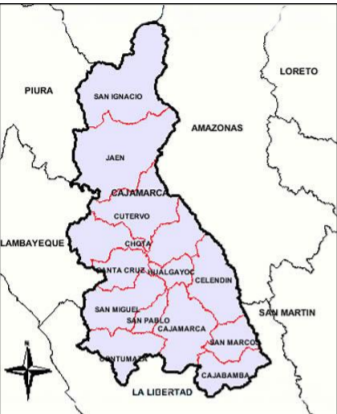 LORETO
PIURA
SAN IGNACIO
AMAZONAS
JAEN
CAJAMARCA
CUTERVO
LAMBAYEQUE
CHOTA
SANTA CRUZ
HUALGAYOC
CELENDIN
SAN MIGUEL
SAN PABLO
SAN MARTIN
CAJAMARCA
SAN MARCOS
CONTUMAZA
CAJABAMBA
LA LIBERTAD
N